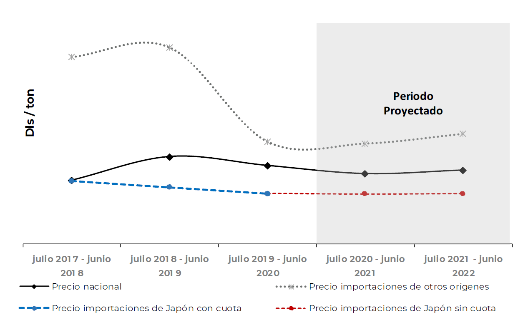 Dls / ton
Periodo
Proyectado
julio 2017 - junio
2018
julio 2018 - junio
2019
julio 2019 - junio
2020
julio 2020 - junio
2021
julio 2021 - junio
2022
Precio nacional
Precio importaciones de otros orígenes
Precio importaciones de Japón con cuota
Precio importaciones de Japón sin cuota